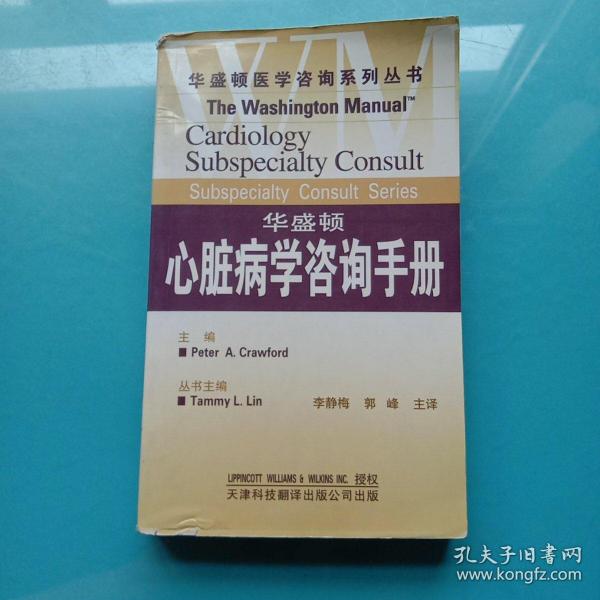 WM
华盛顿医学咨询系列丛书
The Washington Manual™
Cardiology
Subspecialty Consult
Subspecialty Consult Series
华盛顿
心脏病学咨询手册
主 编
■ Peter A. Crawford
丛书主编
■ Tammy L. Lin
李静梅 郭 峰 主译
LIPPINCOTT WILLIAMS & WILKINS INC. 授权
天津科技翻译出版公司出版
孔夫子旧书网
www.kongfz.com